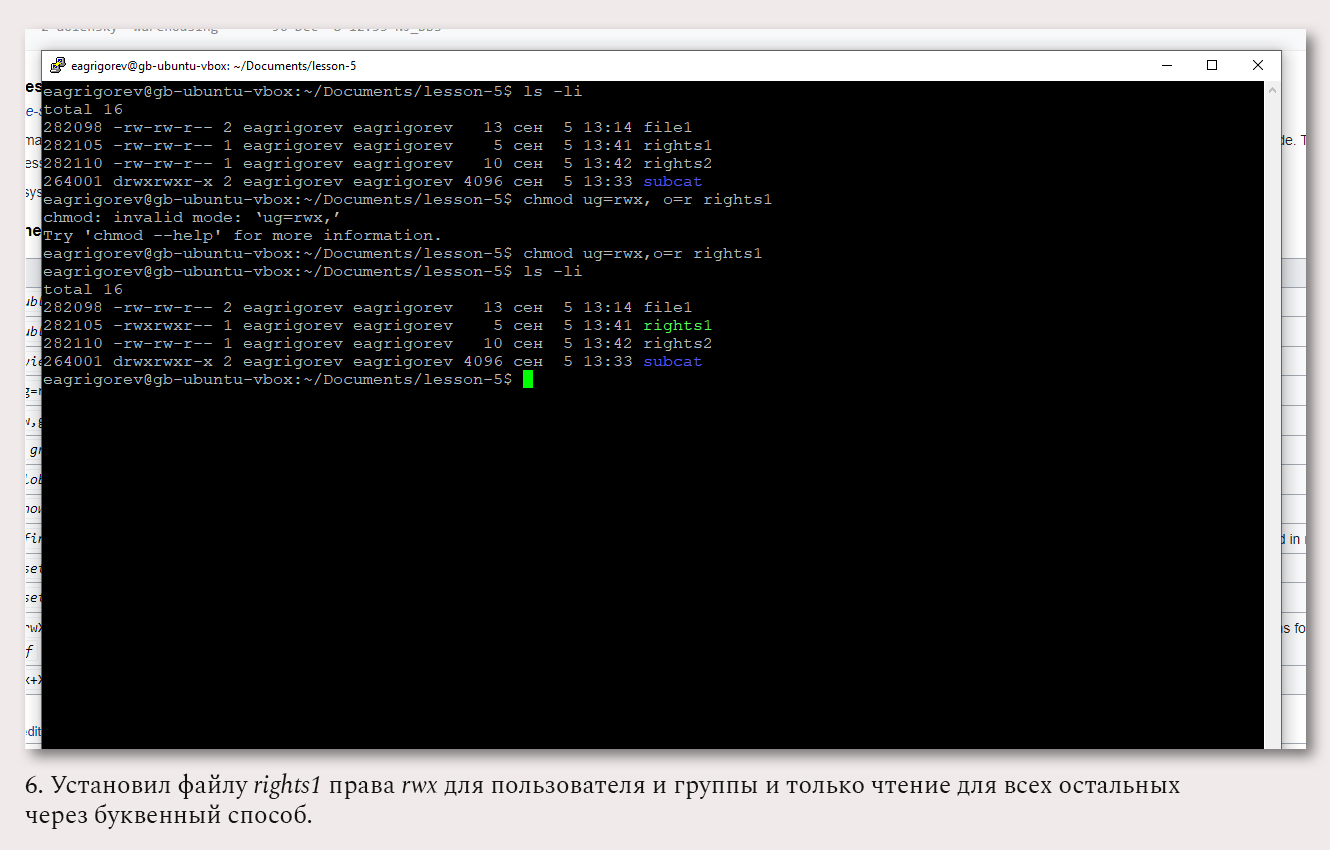 eagrigorev@gb-ubuntu-vbox: ~/Documents/lesson-5
eagrigorev@gb-ubuntu-vbox:~/Documents/lesson-5$ ls -li
total 16
282098 -rw-rw-r-- 2 eagrigorev eagrigorev   13 сен  5 13:14 file1
282105 -rw-rw-r-- 1 eagrigorev eagrigorev    5 сен  5 13:41 rights1
282110 -rw-rw-r-- 1 eagrigorev eagrigorev   10 сен  5 13:42 rights2
264001 drwxrwxr-x 2 eagrigorev eagrigorev 4096 сен  5 13:33 subcat
eagrigorev@gb-ubuntu-vbox:~/Documents/lesson-5$ chmod ug=rwx, o=r rights1
chmod: invalid mode: ‘ug=rwx,’
Try 'chmod --help' for more information.
eagrigorev@gb-ubuntu-vbox:~/Documents/lesson-5$ chmod ug=rwx,o=r rights1
eagrigorev@gb-ubuntu-vbox:~/Documents/lesson-5$ ls -li
total 16
282098 -rw-rw-r-- 2 eagrigorev eagrigorev   13 сен  5 13:14 file1
282105 -rwxrwxr-- 1 eagrigorev eagrigorev    5 сен  5 13:41 rights1
282110 -rw-rw-r-- 1 eagrigorev eagrigorev   10 сен  5 13:42 rights2
264001 drwxrwxr-x 2 eagrigorev eagrigorev 4096 сен  5 13:33 subcat
eagrigorev@gb-ubuntu-vbox:~/Documents/lesson-5$
6. Установил файлу rights1 права rwx для пользователя и группы и только чтение для всех остальных
через буквенный способ.